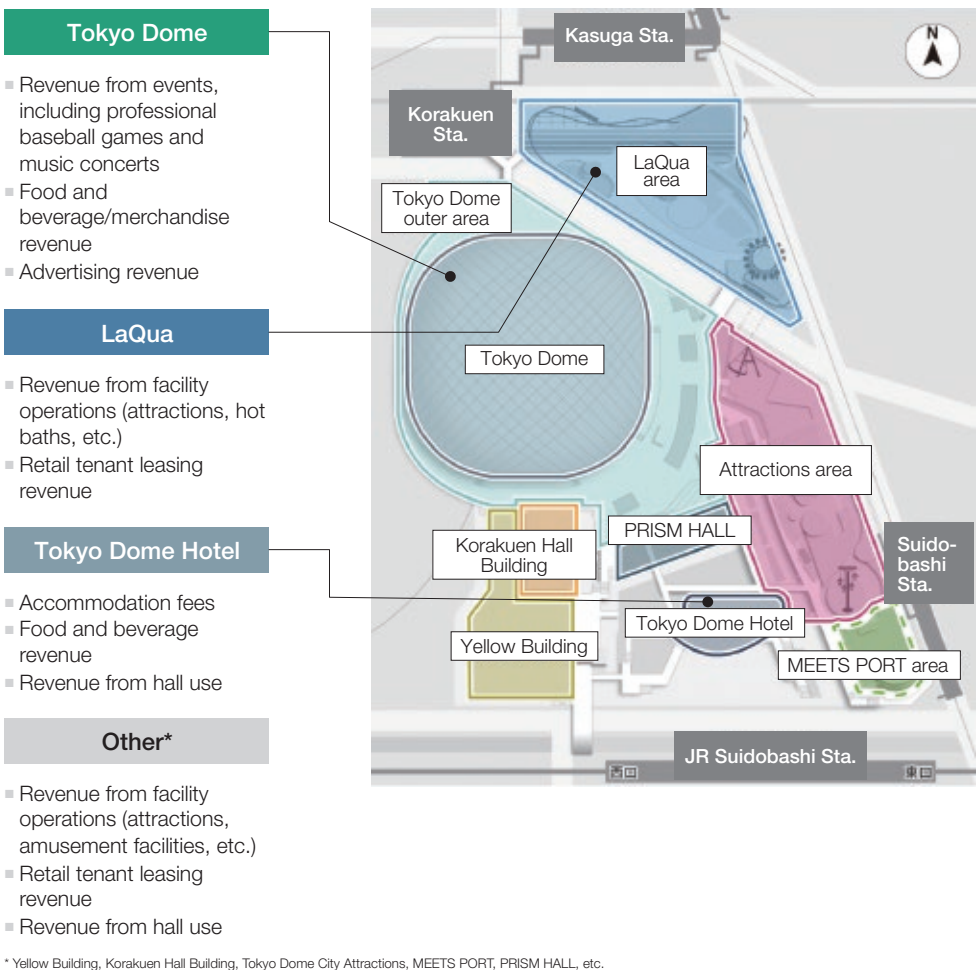 Tokyo Dome
Revenue from events,
including professional
baseball games and
music concerts
Food and
beverage/merchandise
revenue
Advertising revenue
LaQua
Revenue from facility
operations (attractions, hot
baths, etc.)
Retail tenant leasing
revenue
Tokyo Dome Hotel
Accommodation fees
Food and beverage
revenue
Revenue from hall use
Other*
Revenue from facility
operations (attractions,
amusement facilities, etc.)
Retail tenant leasing
revenue
Revenue from hall use
Kasuga Sta.
N
Korakuen
Sta.
LaQua
area
Tokyo Dome
outer area
Tokyo Dome
Attractions area
PRISM HALL
Korakuen Hall
Building
Suido-
bashi
Sta.
Tokyo Dome Hotel
Yellow Building
MEETS PORT area
JR Suidobashi Sta.
西口
東口
* Yellow Building, Korakuen Hall Building, Tokyo Dome City Attractions, MEETS PORT, PRISM HALL, etc.